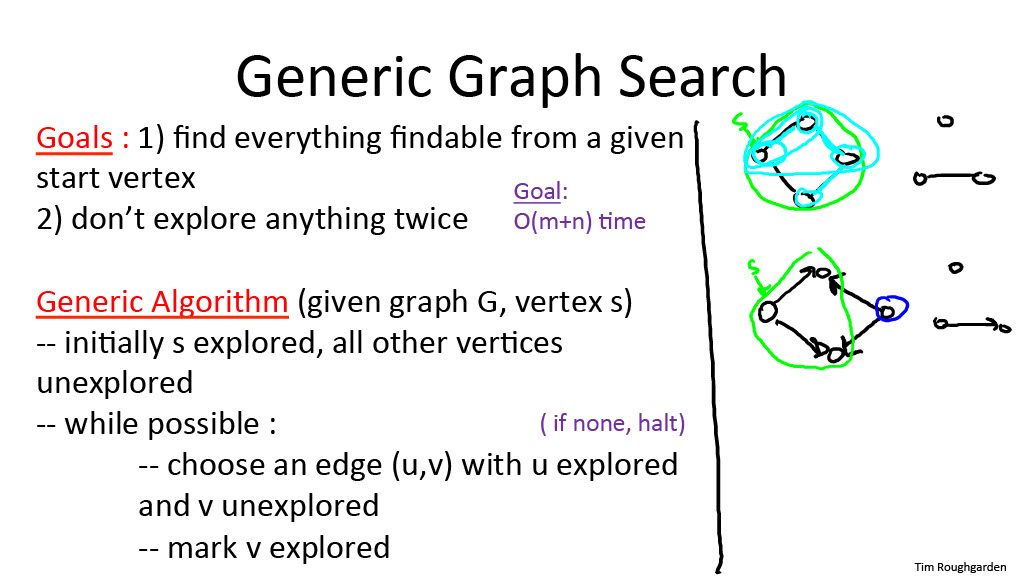 Generic Graph Search
Goals : 1) find everything findable from a given
start vertex
2) don’t explore anything twice
Goal:
O(m+n) time
Generic Algorithm (given graph G, vertex s)
-- initially s explored, all other vertices
unexplored
-- while possible :
( if none, halt)
-- choose an edge (u,v) with u explored
and v unexplored
-- mark v explored
s
s
Tim Roughgarden